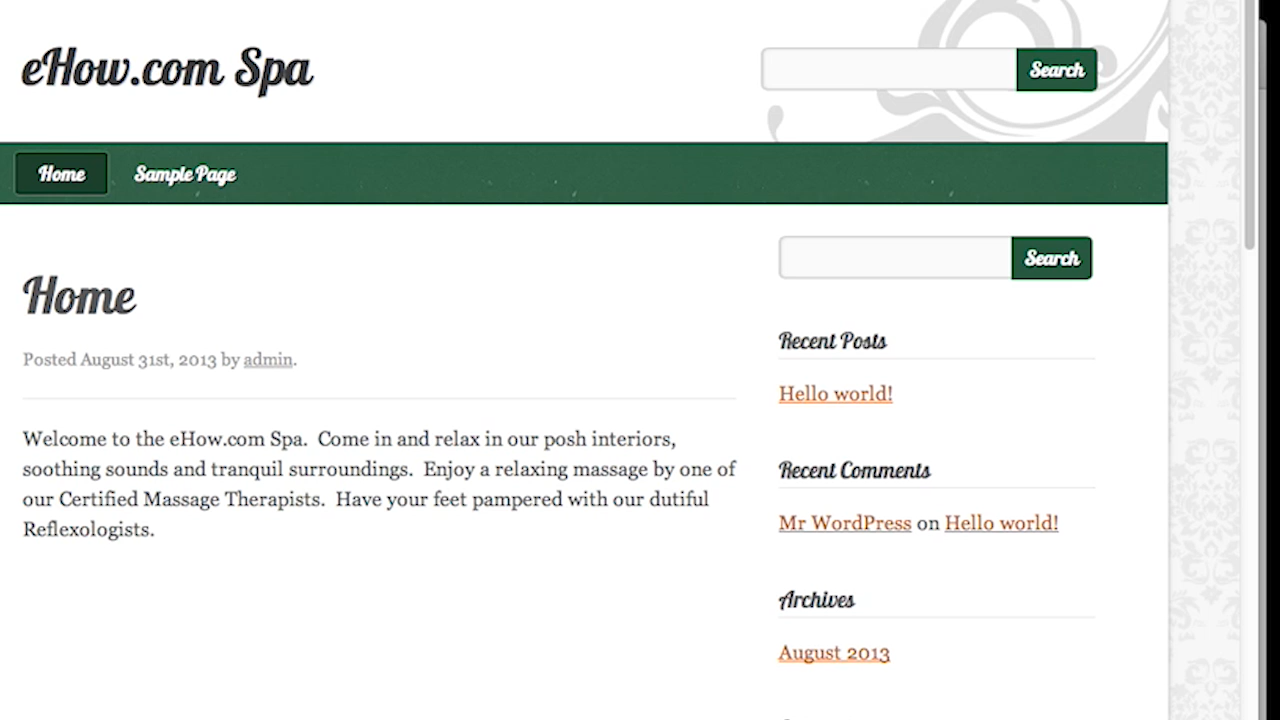 eHow.com Spa
Search
Home
Sample Page
Search
Home
Posted August 31st, 2013 by admin.
Welcome to the eHow.com Spa.  Come in and relax in our posh interiors,
soothing sounds and tranquil surroundings.  Enjoy a relaxing massage by one of
our Certified Massage Therapists.  Have your feet pampered with our dutiful
Reflexologists.
Recent Posts
Hello world!
Recent Comments
Mr WordPress on Hello world!
Archives
August 2013